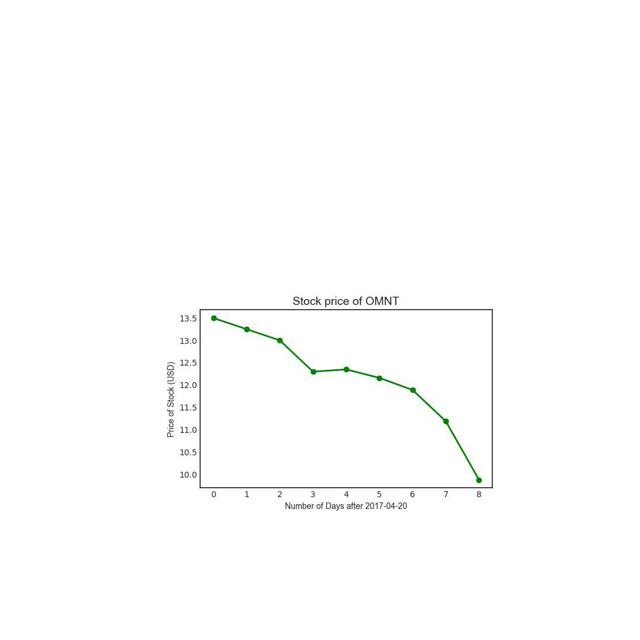 Stock price of OMNT
13.5
13.0
12.5
12.0
11.5
11.0
10.5
10.0
Price of Stock (USD)
0 1 2 3 4 5 6 7 8
Number of Days after 2017-04-20